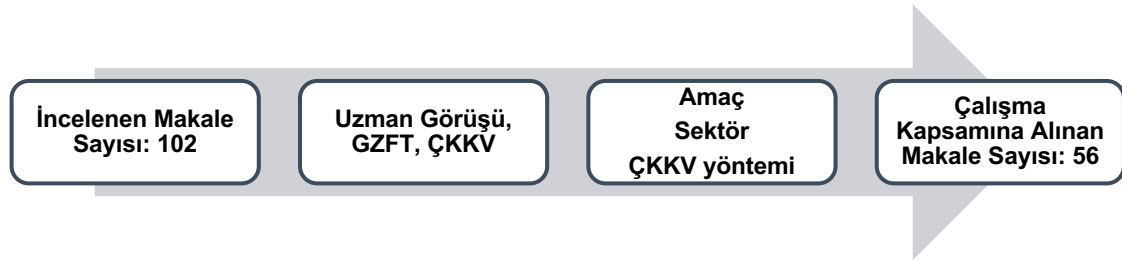 İncelenen Makale
Sayısı: 102
Uzman Görüşü,
GZFT, ÇKKV
Amaç
Sektör
ÇKKV yöntemi
Çalışma
Kapsamına Alınan
Makale Sayısı: 56